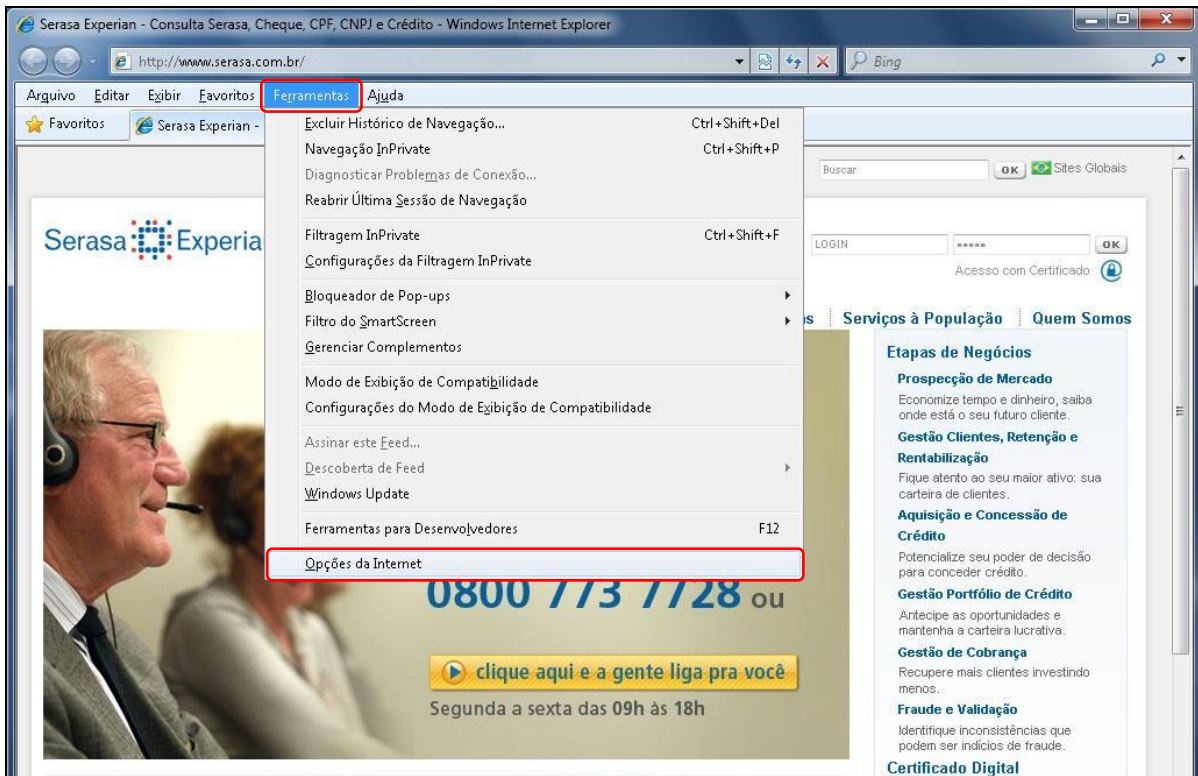 Serasa Experian - Consulta Serasa, Cheque, CPF, CNPJ e Crédito - Windows Internet Explorer
http://www.serasa.com.br/
Bing
Arquivo Editar Exibir Favoritos Ferramentas Ajuda
Favoritos
Serasa Experian -
Excluir Histórico de Navegação... Ctrl+Shift+Del
Navegação InPrivate Ctrl+Shift+P
Diagnosticar Problemas de Conexão...
Reabrir Última Sessão de Navegação
Filtragem InPrivate Ctrl+Shift+F
Configurações da Filtragem InPrivate
Bloqueador de Pop-ups
Filtro do SmartScreen
Gerenciar Complementos
Modo de Exibição de Compatibilidade
Configurações do Modo de Exibição de Compatibilidade
Assinar este Feed...
Descoberta de Feed
Windows Update
Ferramentas para Desenvolvedores F12
Opções da Internet
Buscar OK Sites Globais
Serasa Experia
LOGIN ***** OK
Acesso com Certificado
s Serviços à População Quem Somos
0800 773 7728 ou
clique aqui e a gente liga pra você
Segunda a sexta das 09h às 18h
Etapas de Negócios
Prospecção de Mercado
Economize tempo e dinheiro, saiba
onde está o seu futuro cliente.
Gestão Clientes, Retenção e
Rentabilização
Fique atento ao seu maior ativo: sua
carteira de clientes.
Aquisição e Concessão de
Crédito
Potencialize seu poder de decisão
para conceder crédito.
Gestão Portfólio de Crédito
Antecipe as oportunidades e
mantenha a carteira lucrativa.
Gestão de Cobrança
Recupere mais clientes investindo
menos.
Fraude e Validação
Identifique inconsistências que
podem ser indícios de fraude.
Certificado Digital